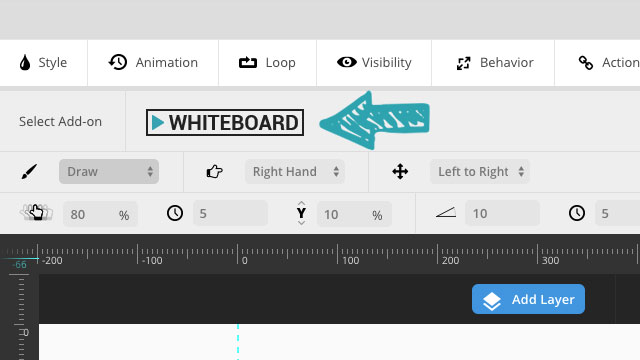 Style Animation Loop Visibility Behavior Action
Select Add-on WHITEBOARD
Draw Right Hand Left to Right
80 % 5 Y 10 % 10 5
-200 -100 0 100 200 300
-66
Add Layer
0